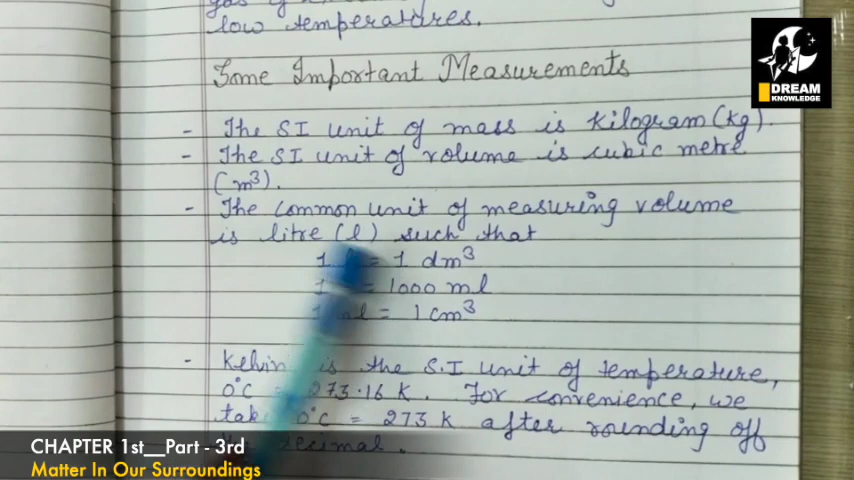 low temperatures.
Some Important Measurements
- The SI unit of mass is kilogram (kg).
- The SI unit of volume is cubic metre
(m³).
- The common unit of measuring volume
is litre (l) such that
1 = 1 dm³
1 = 1000 ml
= 1 cm³
- Kelvin is the S.I unit of temperature,
0°C = 273.16 K. For convenience, we
0°C = 273 K after rounding off
decimal.
DREAM
KNOWLEDGE
CHAPTER 1st__Part - 3rd
Matter In Our Surroundings